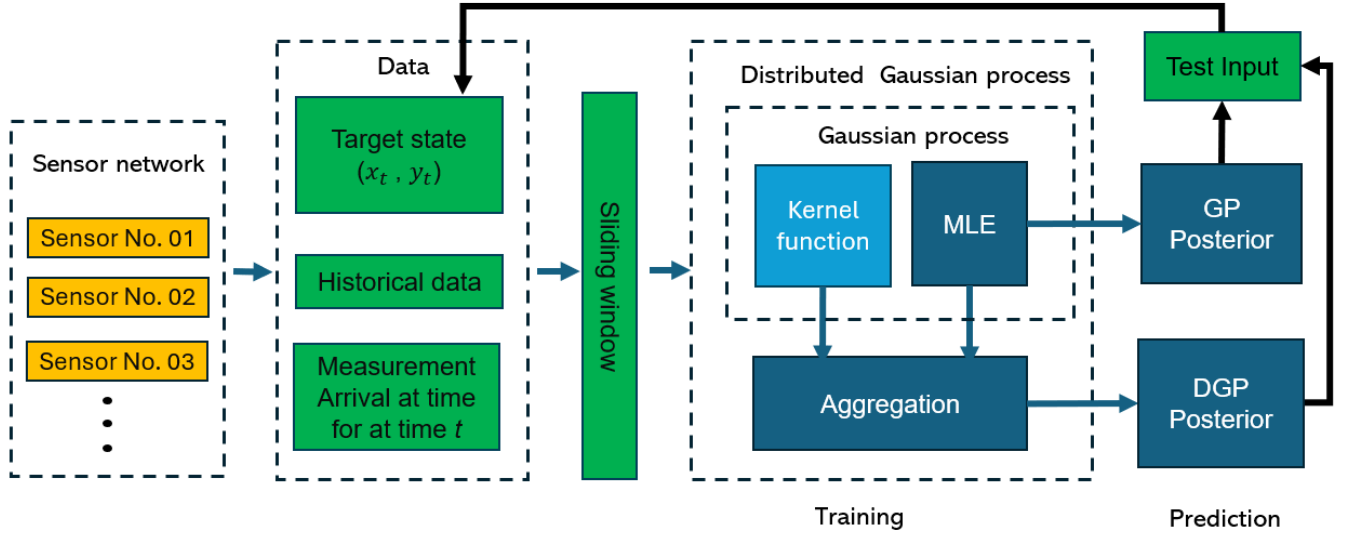 Sensor network
Sensor No. 01
Sensor No. 02
Sensor No. 03
Data
Target state
(x_t , y_t)
Historical data
Measurement
Arrival at time
for at time t
Sliding window
Distributed Gaussian process
Gaussian process
Kernel
function
MLE
Aggregation
Training
Test Input
GP
Posterior
DGP
Posterior
Prediction